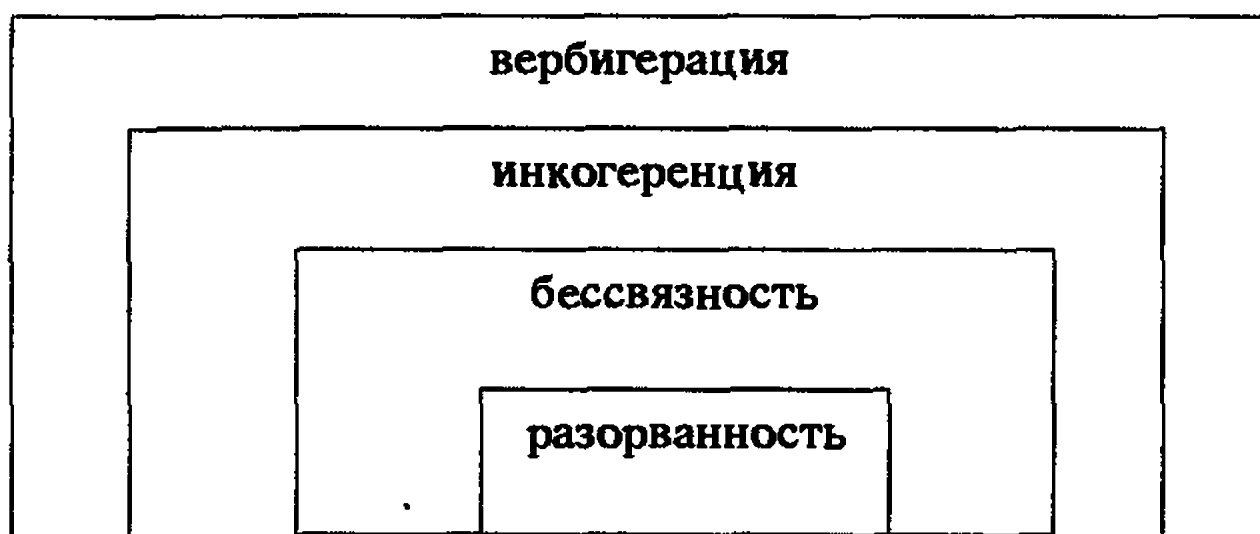 вербигерация
инкогеренция
бессвязность
разорванность